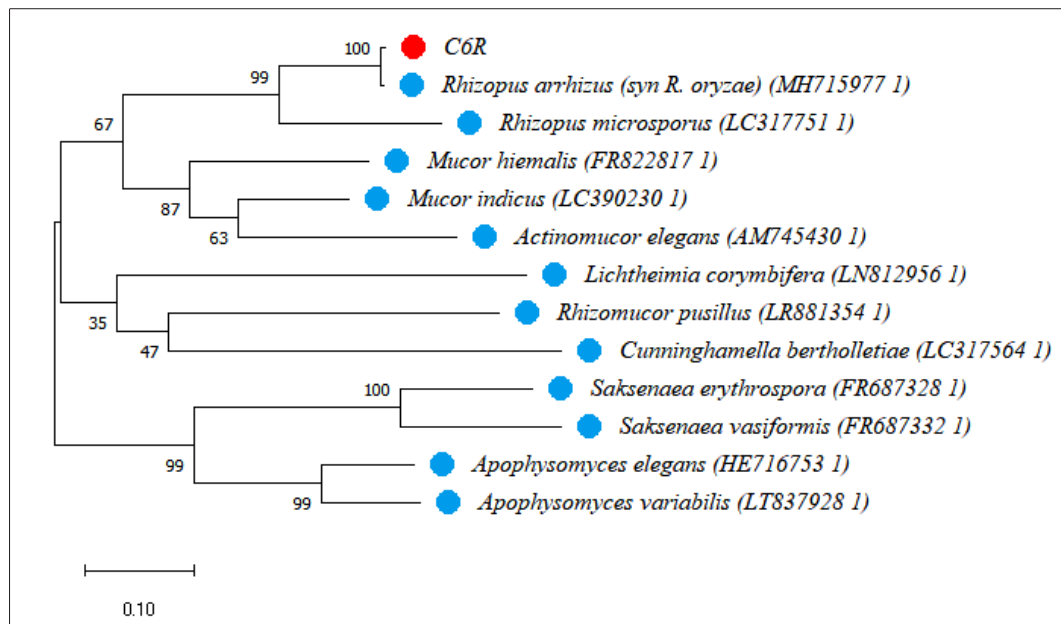 100
C6R
Rhizopus arrhizus (syn R. oryzae) (MH715977 1)
99
Rhizopus microsporus (LC317751 1)
67
Mucor hiemalis (FR822817 1)
87
Mucor indicus (LC390230 1)
63
Actinomucor elegans (AM745430 1)
Lichtheimia corymbifera (LN812956 1)
35
Rhizomucor pusillus (LR881354 1)
47
Cunninghamella bertholletiae (LC317564 1)
100
Saksenaea erythrospora (FR687328 1)
Saksenaea vasiformis (FR687332 1)
99
Apophysomyces elegans (HE716753 1)
99
Apophysomyces variabilis (LT837928 1)
0.10